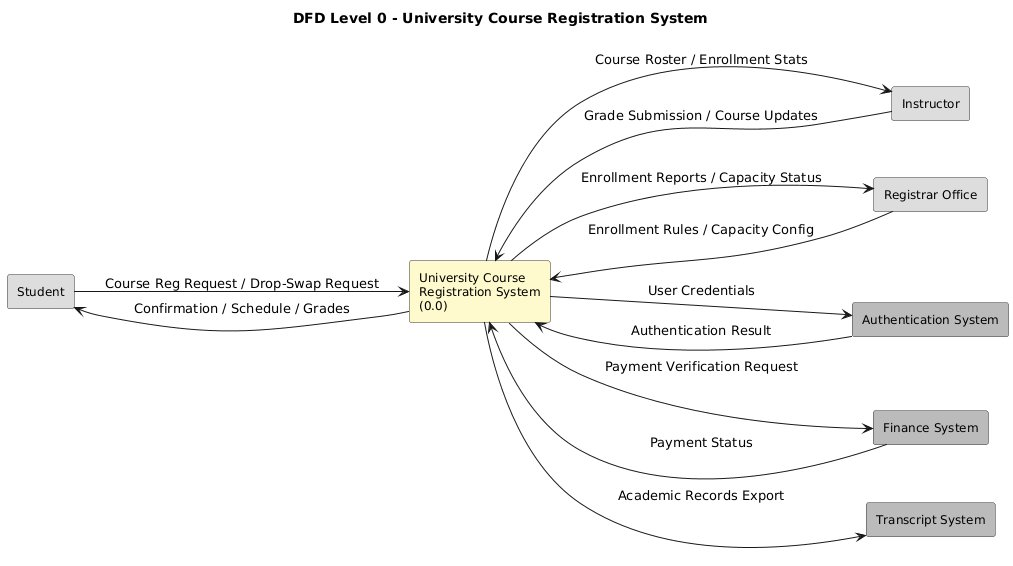 DFD Level 0 - University Course Registration System
Course Roster / Enrollment Stats
Instructor
Grade Submission / Course Updates
Enrollment Reports / Capacity Status
Registrar Office
Enrollment Rules / Capacity Config
Student
Course Reg Request / Drop-Swap Request
Confirmation / Schedule / Grades
University Course
Registration System
(0.0)
User Credentials
Authentication System
Authentication Result
Payment Verification Request
Finance System
Payment Status
Academic Records Export
Transcript System